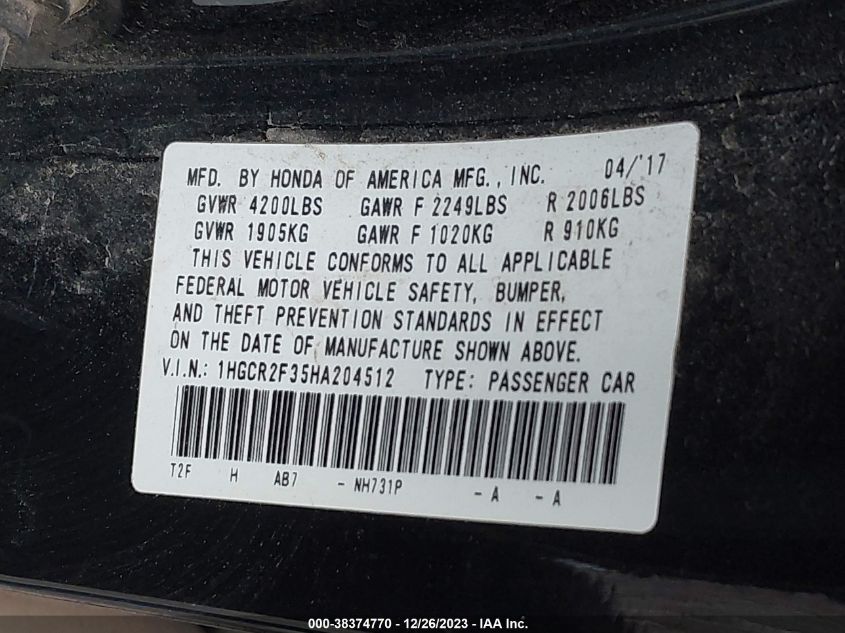 MFD. BY HONDA OF AMERICA MFG., INC. 04/'17
GVWR 4200LBS GAWR F 2249LBS R 2006LBS
GVWR 1905KG GAWR F 1020KG R 910KG
THIS VEHICLE CONFORMS TO ALL APPLICABLE
FEDERAL MOTOR VEHICLE SAFETY, BUMPER,
AND THEFT PREVENTION STANDARDS IN EFFECT
ON THE DATE OF MANUFACTURE SHOWN ABOVE.
V.I.N.: 1HGCR2F35HA204512 TYPE: PASSENGER CAR
T2F H AB7 - NH731P - A - A
000-38374770 - 12/26/2023 - IAA Inc.